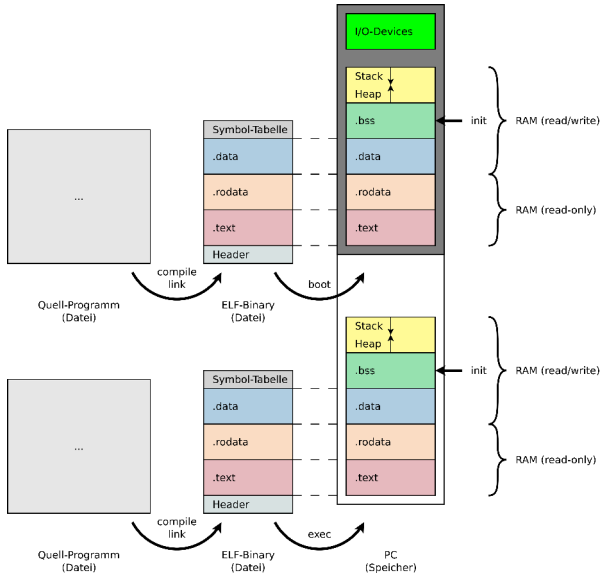 I/O-Devices
Stack
Heap
.bss
init
RAM (read/write)
Symbol-Tabelle
.data
.data
...
.rodata
.rodata
RAM (read-only)
.text
.text
Header
compile
link
boot
Quell-Programm
(Datei)
ELF-Binary
(Datei)
Stack
Heap
.bss
init
RAM (read/write)
Symbol-Tabelle
.data
.data
...
.rodata
.rodata
RAM (read-only)
.text
.text
Header
compile
link
exec
Quell-Programm
(Datei)
ELF-Binary
(Datei)
PC
(Speicher)